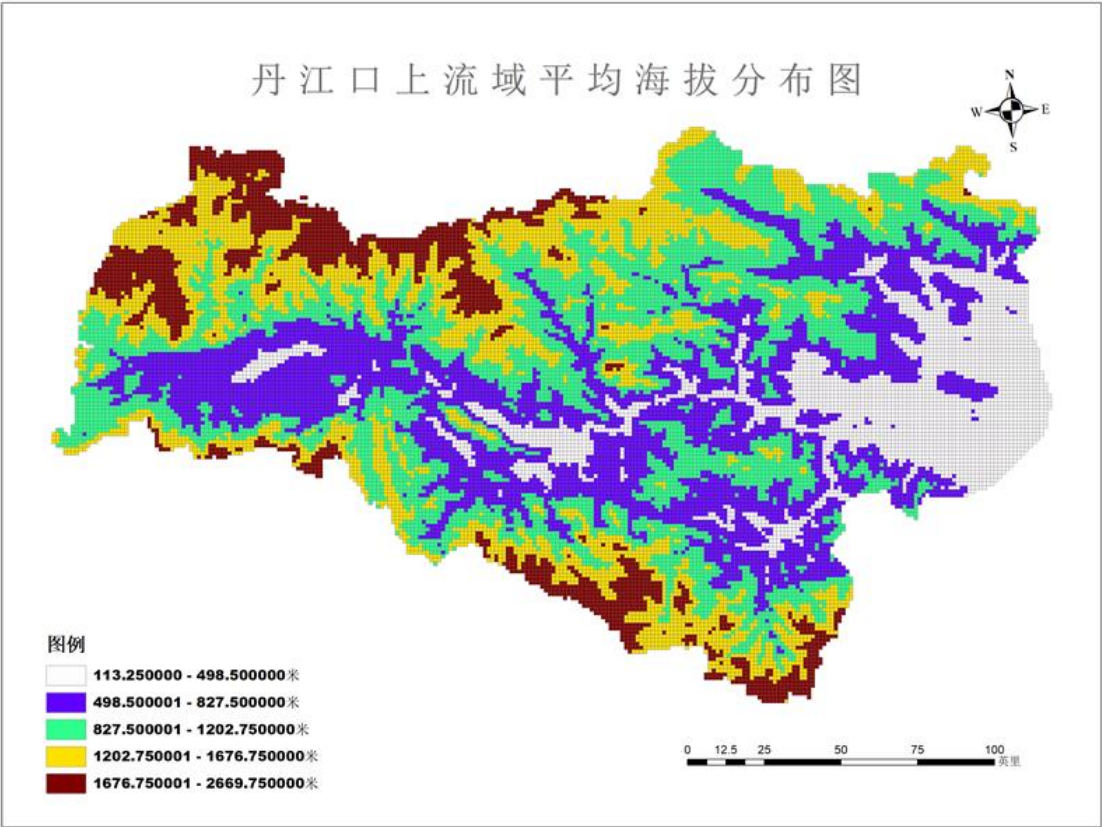 丹江口上流域平均海拔分布图
N
W E
S
图例
113.250000 - 498.500000米
498.500001 - 827.500000米
827.500001 - 1202.750000米
1202.750001 - 1676.750000米
1676.750001 - 2669.750000米
0 12.5 25 50 75 100
英里